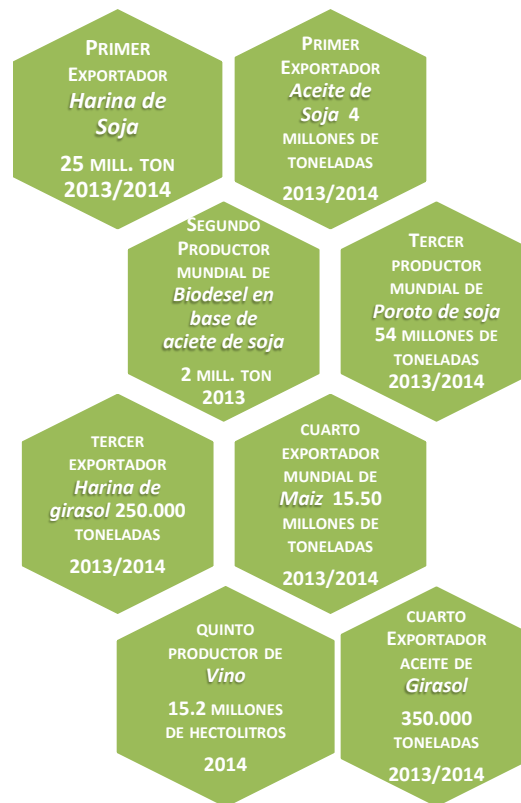 PRIMER
EXPORTADOR
Harina de
Soja
25 MILL. TON
2013/2014
PRIMER
EXPORTADOR
Aceite de
Soja 4
MILLONES DE
TONELADAS
2013/2014
SEGUNDO
PRODUCTOR
MUNDIAL DE
Biodesel en
base de
aciete de soja
2 MILL. TON
2013
TERCER
PRODUCTOR
MUNDIAL DE
Poroto de soja
54 MILLONES DE
TONELADAS
2013/2014
TERCER
EXPORTADOR
Harina de
girasol 250.000
TONELADAS
2013/2014
CUARTO
EXPORTADOR
MUNDIAL DE
Maiz 15.50
MILLONES DE
TONELADAS
2013/2014
QUINTO
PRODUCTOR DE
Vino
15.2 MILLONES
DE HECTOLITROS
2014
CUARTO
EXPORTADOR
ACEITE DE
Girasol
350.000
TONELADAS
2013/2014